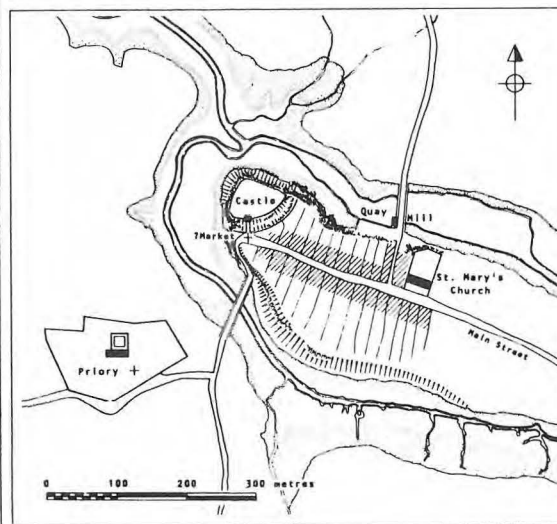 Castle
Quay
Mill
?Market
St. Mary's
Church
Main Street
Priory
0 100 200 300 metres